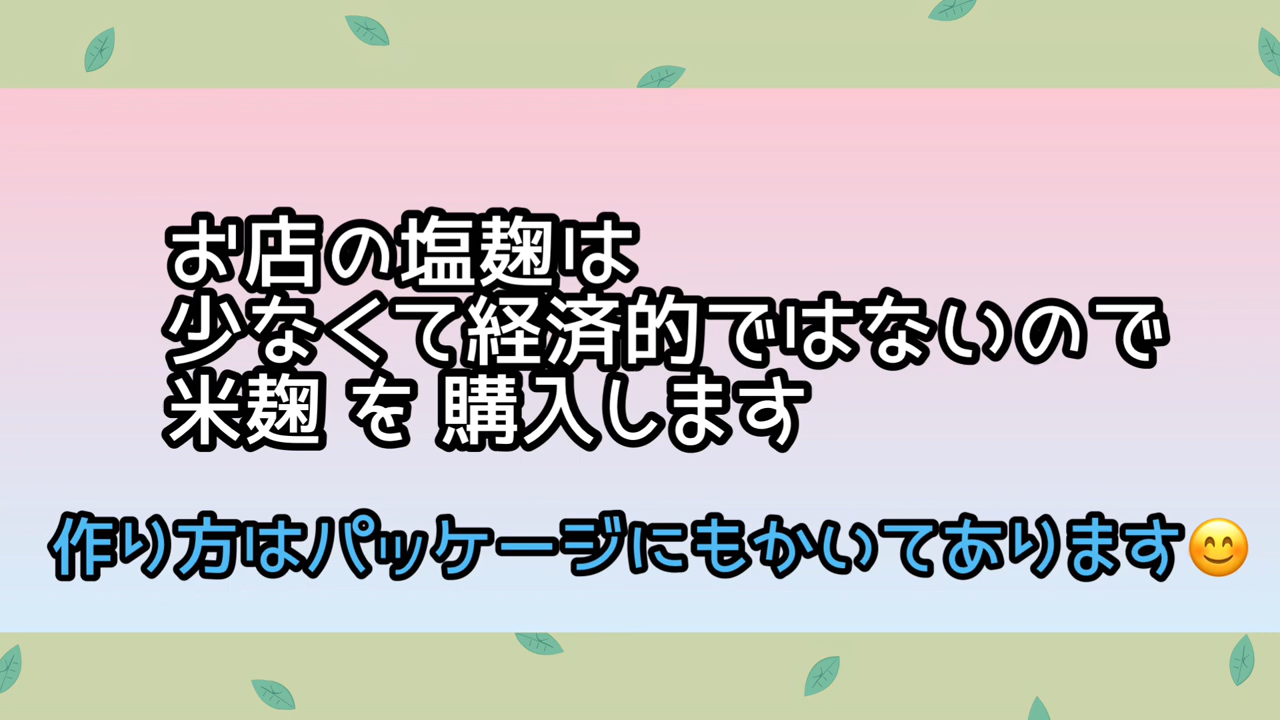 お店の塩麹は
少なくて経済的ではないので
米麹 を 購入します
作り方はパッケージにもかいてあります😊